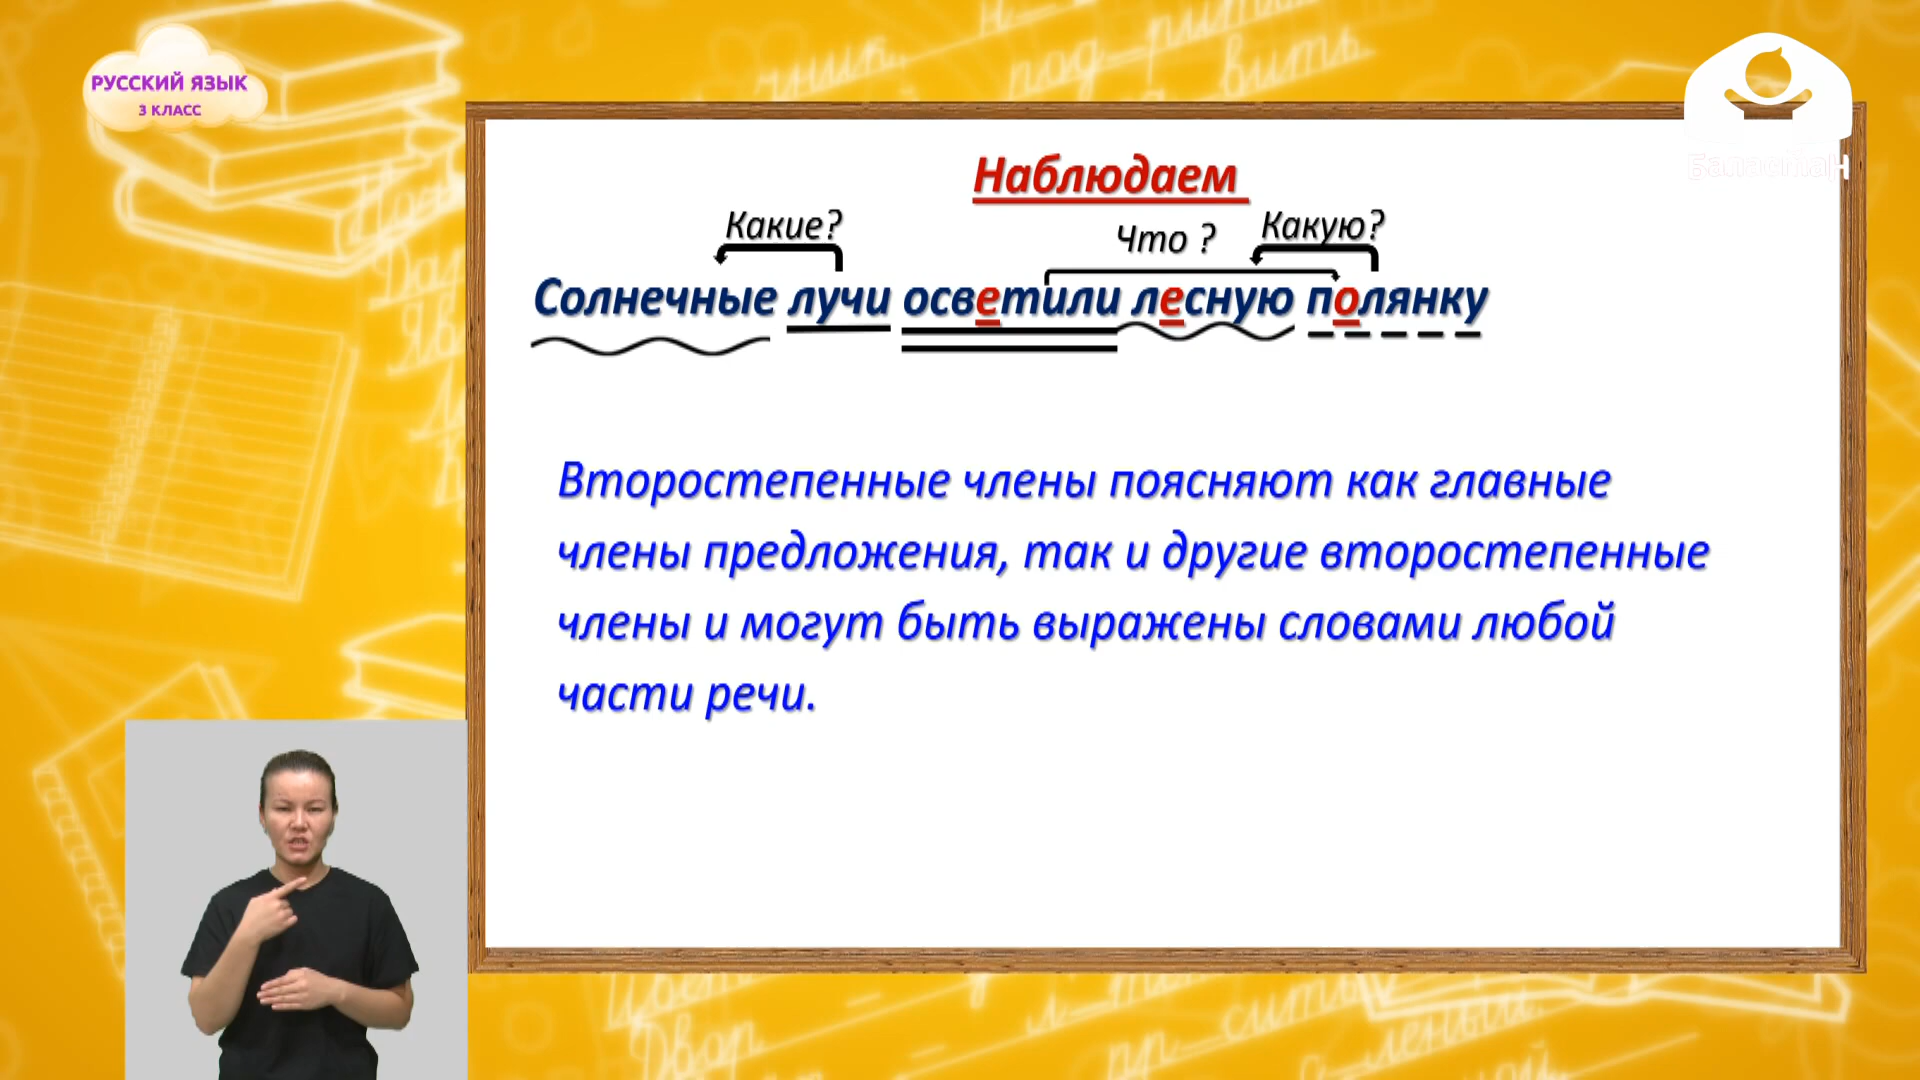 РУССКИЙ ЯЗЫК
3 КЛАСС
Баластан
Наблюдаем
Какие? Что ? Какую?
Солнечные лучи осветили лесную полянку
Второстепенные члены поясняют как главные
члены предложения, так и другие второстепенные
члены и могут быть выражены словами любой
части речи.